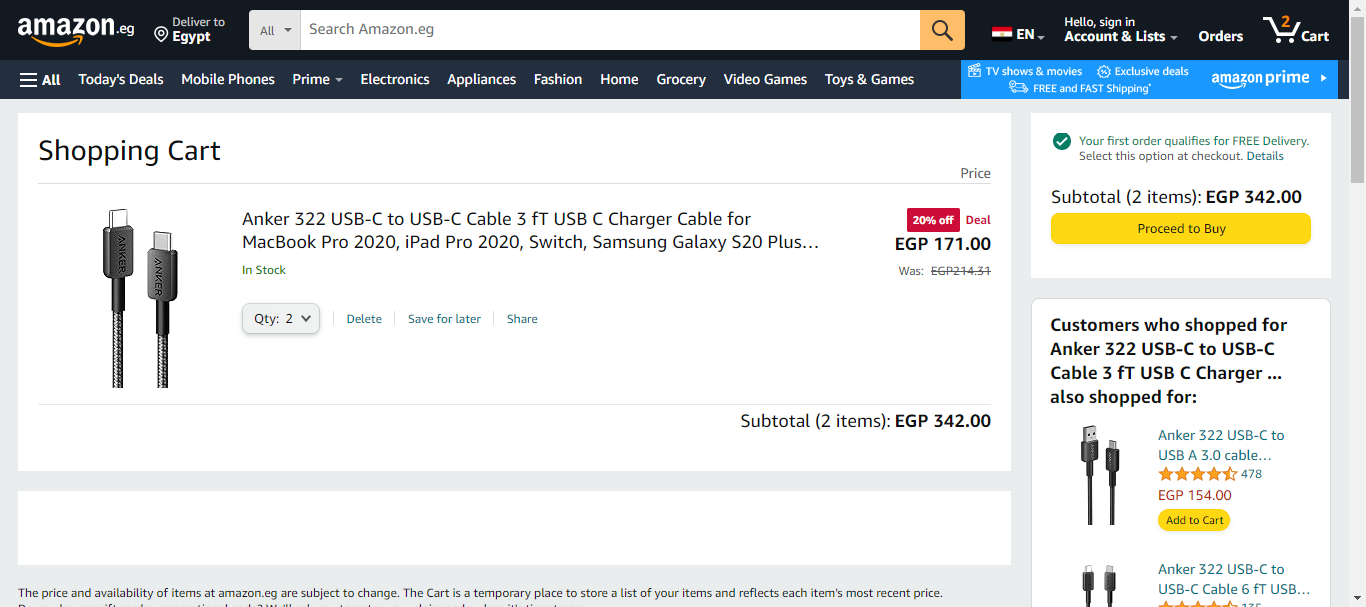 amazon.eg
Deliver to
Egypt
All
Search Amazon.eg
EN
Hello, sign in
Account & Lists
Orders
2
Cart
All
Today's Deals
Mobile Phones
Prime
Electronics
Appliances
Fashion
Home
Grocery
Video Games
Toys & Games
TV shows & movies
Exclusive deals
FREE and FAST Shipping*
amazon prime
Shopping Cart
Price
ANKER
ANKER
Anker 322 USB-C to USB-C Cable 3 fT USB C Charger Cable for
MacBook Pro 2020, iPad Pro 2020, Switch, Samsung Galaxy S20 Plus…
In Stock
Qty: 2
Delete
Save for later
Share
20% off
Deal
EGP 171.00
Was: EGP214.31
Subtotal (2 items): EGP 342.00
The price and availability of items at amazon.eg are subject to change. The Cart is a temporary place to store a list of your items and reflects each item's most recent price.
Your first order qualifies for FREE Delivery.
Select this option at checkout. Details
Subtotal (2 items): EGP 342.00
Proceed to Buy
Customers who shopped for
Anker 322 USB-C to USB-C
Cable 3 fT USB C Charger ...
also shopped for:
Anker 322 USB-C to
USB A 3.0 cable…
478
EGP 154.00
Add to Cart
Anker 322 USB-C to
USB-C Cable 6 fT USB…